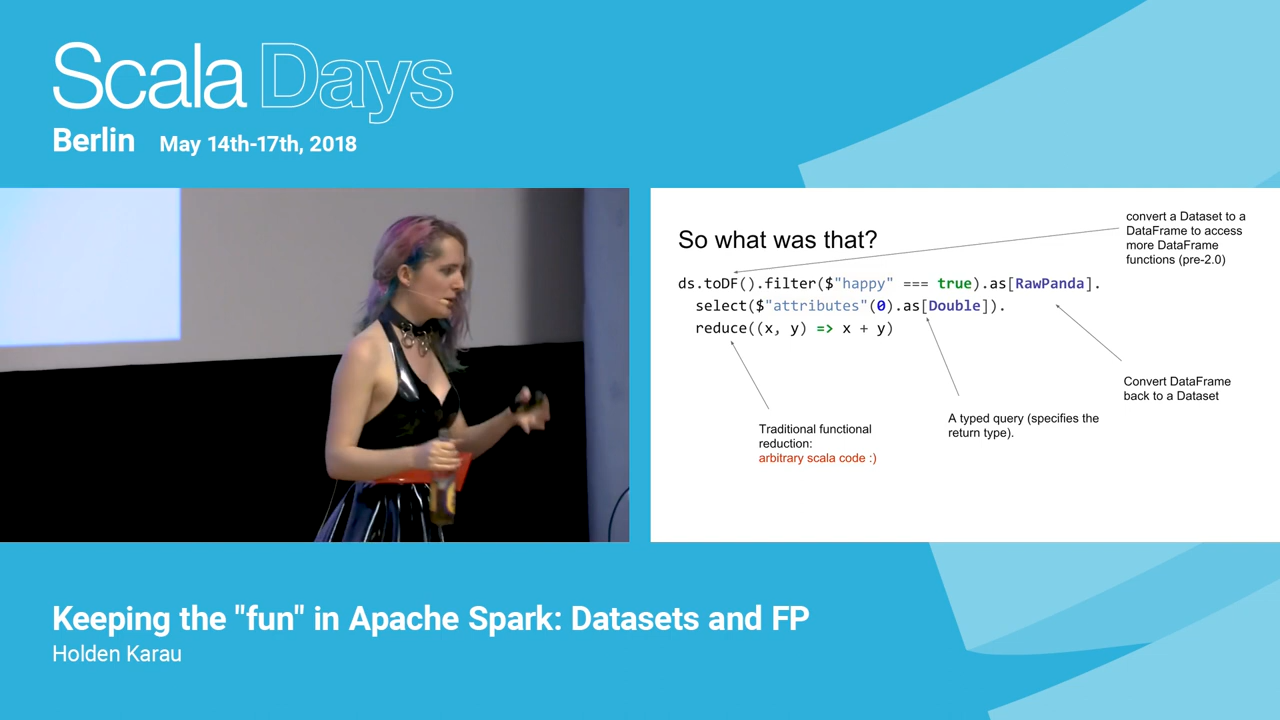 Scala Days
Berlin May 14th-17th, 2018
So what was that?
convert a Dataset to a
DataFrame to access
more DataFrame
functions (pre-2.0)
ds.toDF().filter($"happy" === true).as[RawPanda].
select($"attributes"(0).as[Double]).
reduce((x, y) => x + y)
Convert DataFrame
back to a Dataset
A typed query (specifies the
return type).
Traditional functional
reduction:
arbitrary scala code :)
Keeping the "fun" in Apache Spark: Datasets and FP
Holden Karau